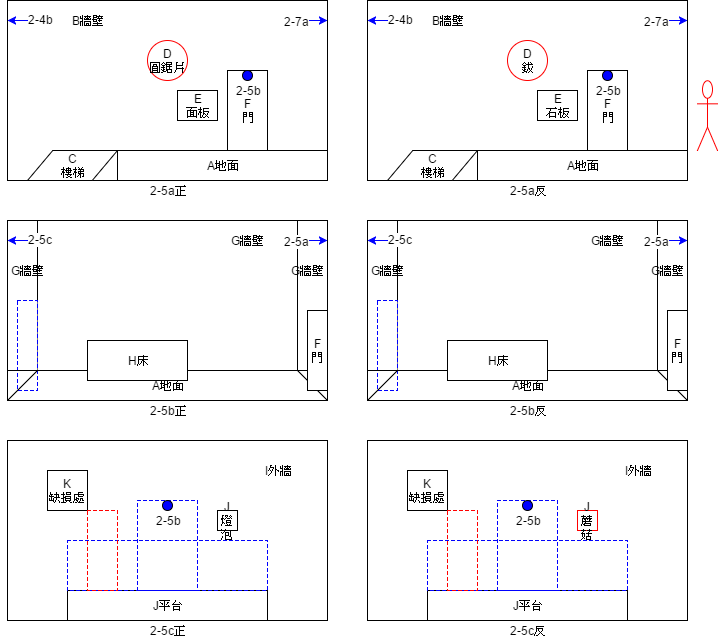 2-4b
B牆壁
2-7a
D
圓鋸片
E
面板
2-5b
F
門
C
樓梯
A地面
2-5a正
2-4b
B牆壁
2-7a
D
鈸
E
石板
2-5b
F
門
C
樓梯
A地面
2-5a反
2-5c
G牆壁
2-5a
G牆壁
G牆壁
F
門
H床
A地面
2-5b正
2-5c
G牆壁
2-5a
G牆壁
G牆壁
F
門
H床
A地面
2-5b反
I外牆
K
缺損處
2-5b
J
燈
泡
J平台
2-5c正
I外牆
K
缺損處
2-5b
J
蘑
菇
J平台
2-5c反